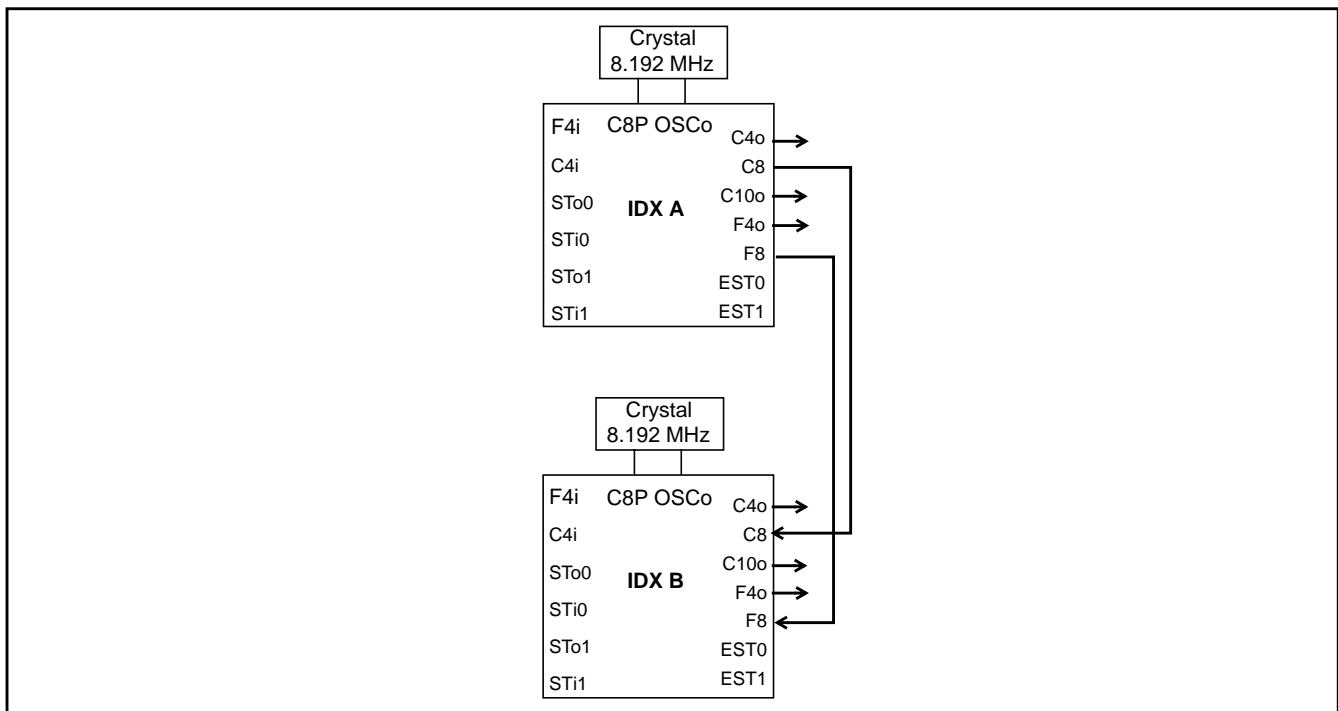 Crystal
8.192 MHz
F4i
C8P OSCo
C4o
C4i
C8
STo0
IDX A
C10o
F4o
STi0
F8
STo1
EST0
STi1
EST1
Crystal
8.192 MHz
F4i
C8P OSCo
C4o
C4i
C8
STo0
IDX B
C10o
F4o
STi0
F8
STo1
EST0
STi1
EST1